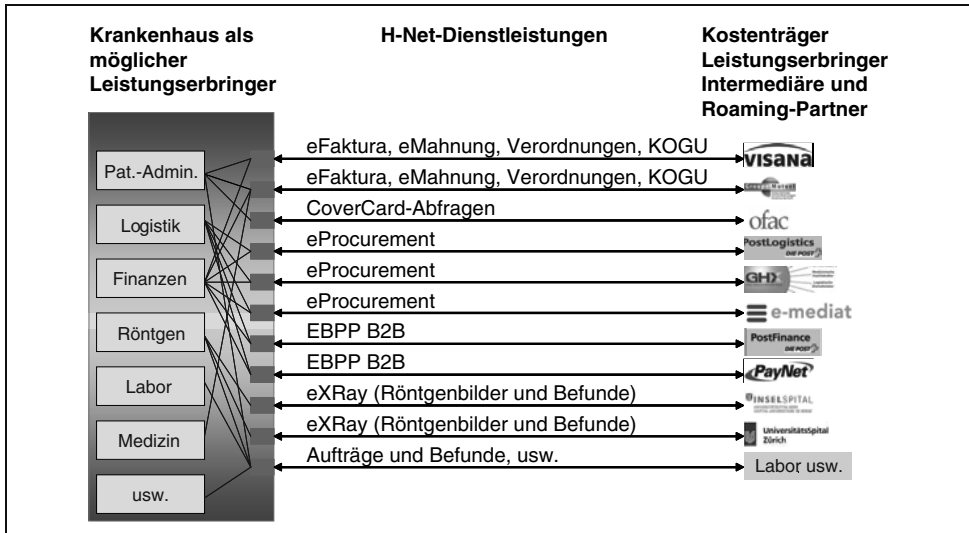 Krankenhaus als
möglicher
Leistungserbringer
H-Net-Dienstleistungen
Kostenträger
Leistungserbringer
Intermediäre und
Roaming-Partner
Pat.-Admin.
Logistik
Finanzen
Röntgen
Labor
Medizin
usw.
eFaktura, eMahnung, Verordnungen, KOGU
VISANA
eFaktura, eMahnung, Verordnungen, KOGU
CoverCard-Abfragen
ofac
eProcurement
PostLogistics
DIE POST
eProcurement
GHX
eProcurement
e-mediat
EBPP B2B
PostFinance
DIE POST
EBPP B2B
PayNet
eXRay (Röntgenbilder und Befunde)
INSELSPITAL
eXRay (Röntgenbilder und Befunde)
UniversitätsSpital
Zürich
Aufträge und Befunde, usw.
Labor usw.